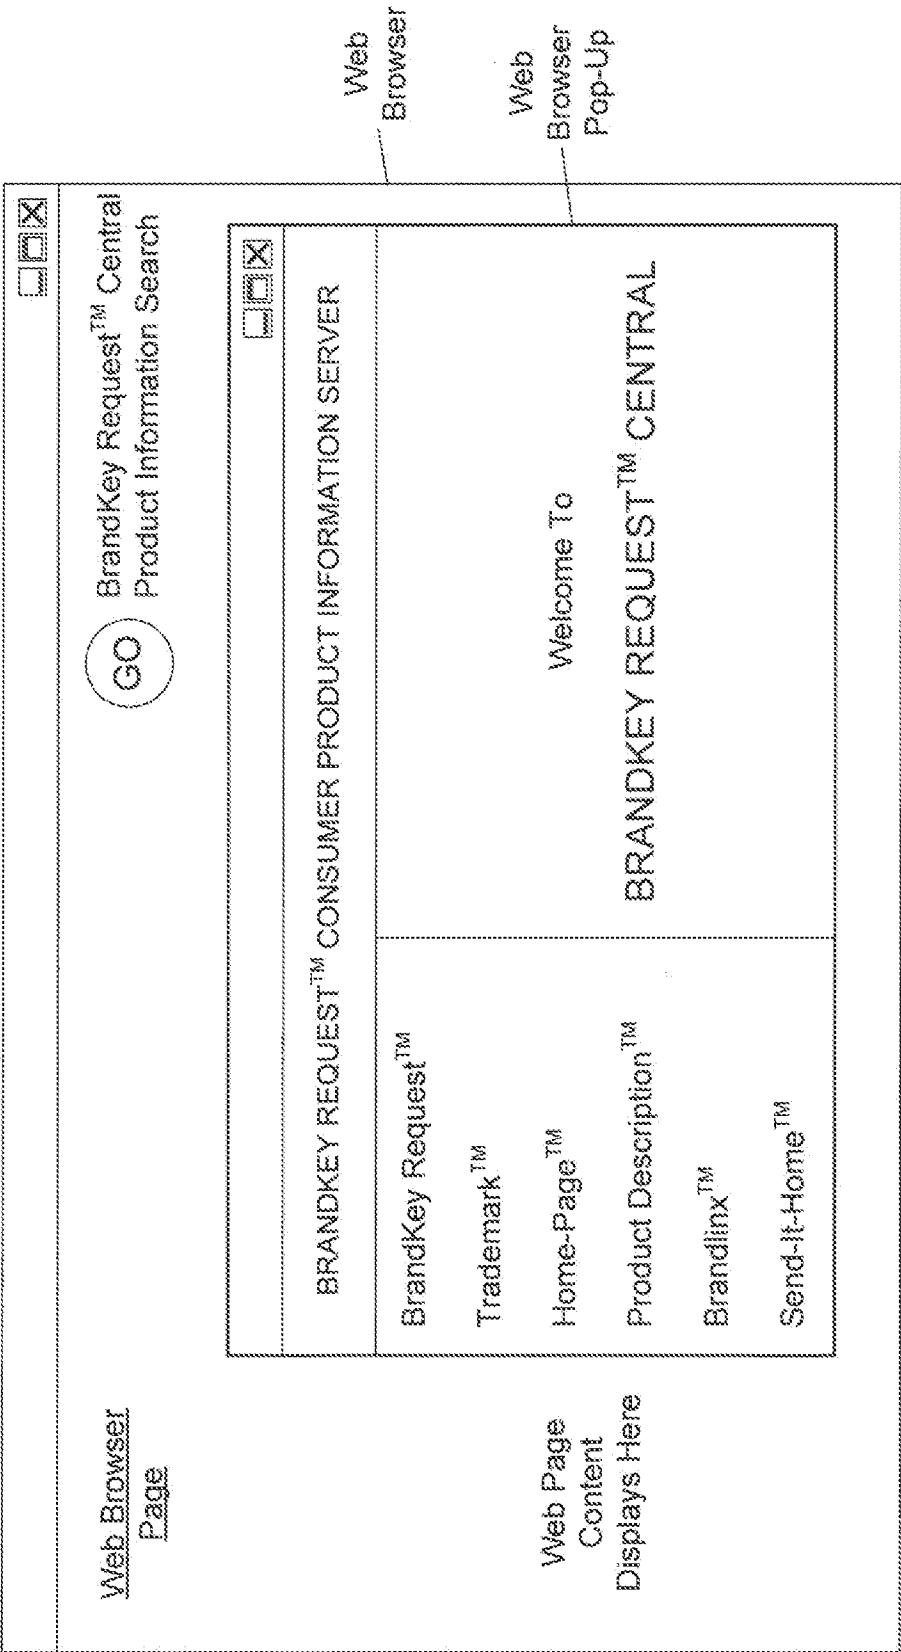 Web Browser
Page
GO
BrandKey Request™ Central
Product Information Search
Web
Browser
BRANDKEY REQUEST™ CONSUMER PRODUCT INFORMATION SERVER
BrandKey Request™
Trademark™
Home-Page™
Product Description™
Brandlinx™
Send-It-Home™
Welcome To
BRANDKEY REQUEST™ CENTRAL
Web Page
Content
Displays Here
Web
Browser
Pop-Up